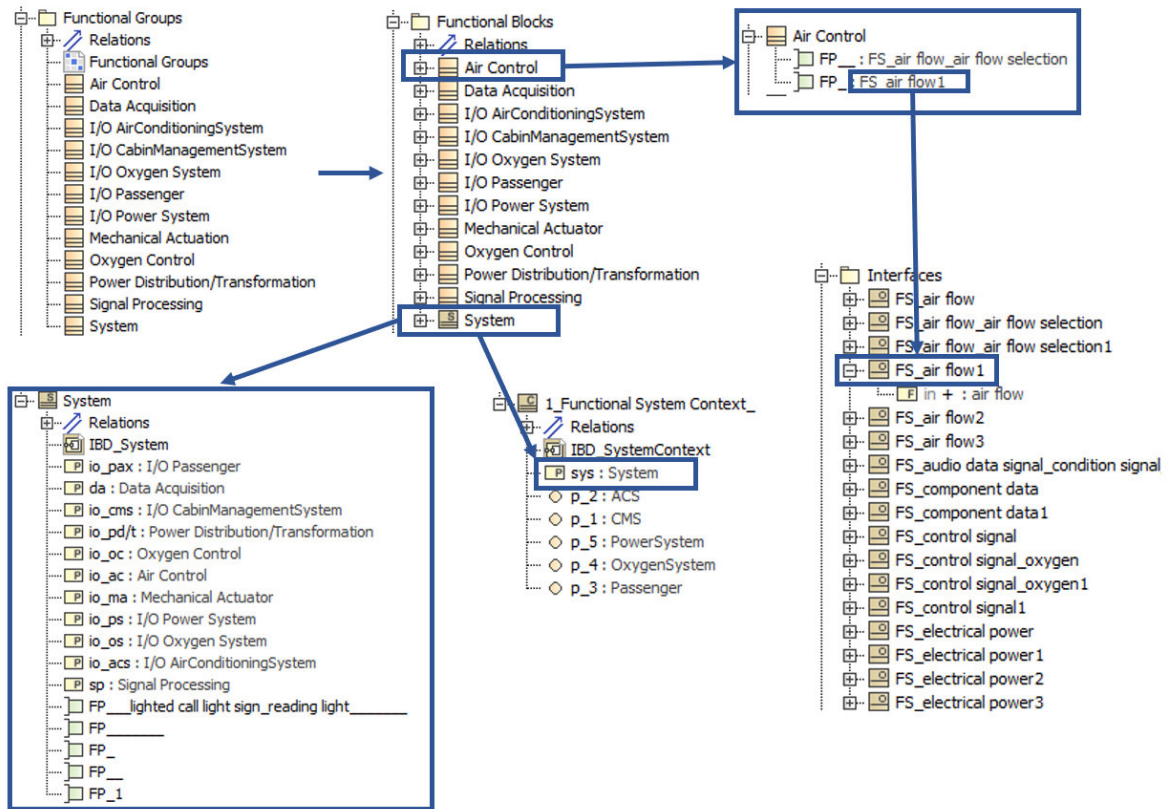 Functional Groups
Relations
Functional Groups
Air Control
Data Acquisition
I/O AirConditioningSystem
I/O CabinManagementSystem
I/O Oxygen System
I/O Passenger
I/O Power System
Mechanical Actuation
Oxygen Control
Power Distribution/Transformation
Signal Processing
System
Functional Blocks
Relations
Air Control
Data Acquisition
I/O AirConditioningSystem
I/O CabinManagementSystem
I/O Oxygen System
I/O Passenger
I/O Power System
Mechanical Actuator
Oxygen Control
Power Distribution/Transformation
Signal Processing
System
Air Control
FP__ : FS_air flow_air flow selection
FP_ : FS_air flow1
Interfaces
FS_air flow
FS_air flow_air flow selection
FS_air flow_air flow selection1
FS_air flow1
in + : air flow
FS_air flow2
FS_air flow3
FS_audio data signal_condition signal
FS_component data
FS_component data1
FS_control signal
FS_control signal_oxygen
FS_control signal_oxygen1
FS_control signal1
FS_electrical power
FS_electrical power1
FS_electrical power2
FS_electrical power3
System
Relations
IBD_System
io_pax : I/O Passenger
da : Data Acquisition
io_cms : I/O CabinManagementSystem
io_pd/t : Power Distribution/Transformation
io_oc : Oxygen Control
io_ac : Air Control
io_ma : Mechanical Actuator
io_ps : I/O Power System
io_os : I/O Oxygen System
io_acs : I/O AirConditioningSystem
sp : Signal Processing
FP___lighted call light sign_reading light_______
FP_______
FP_
FP__
FP_1
1_Functional System Context_
Relations
IBD_SystemContext
sys : System
p_2 : ACS
p_1 : CMS
p_5 : PowerSystem
p_4 : OxygenSystem
p_3 : Passenger